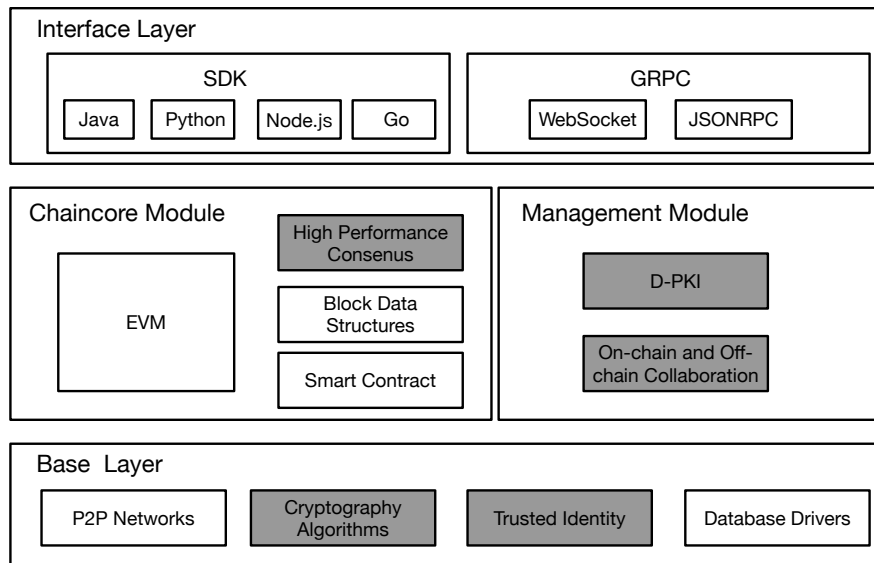 Interface Layer
SDK
Java
Python
Node.js
Go
GRPC
WebSocket
JSONRPC
Chaincore Module
EVM
High Performance
Consenus
Block Data
Structures
Smart Contract
Management Module
D-PKI
On-chain and Off-
chain Collaboration
Base Layer
P2P Networks
Cryptography
Algorithms
Trusted Identity
Database Drivers